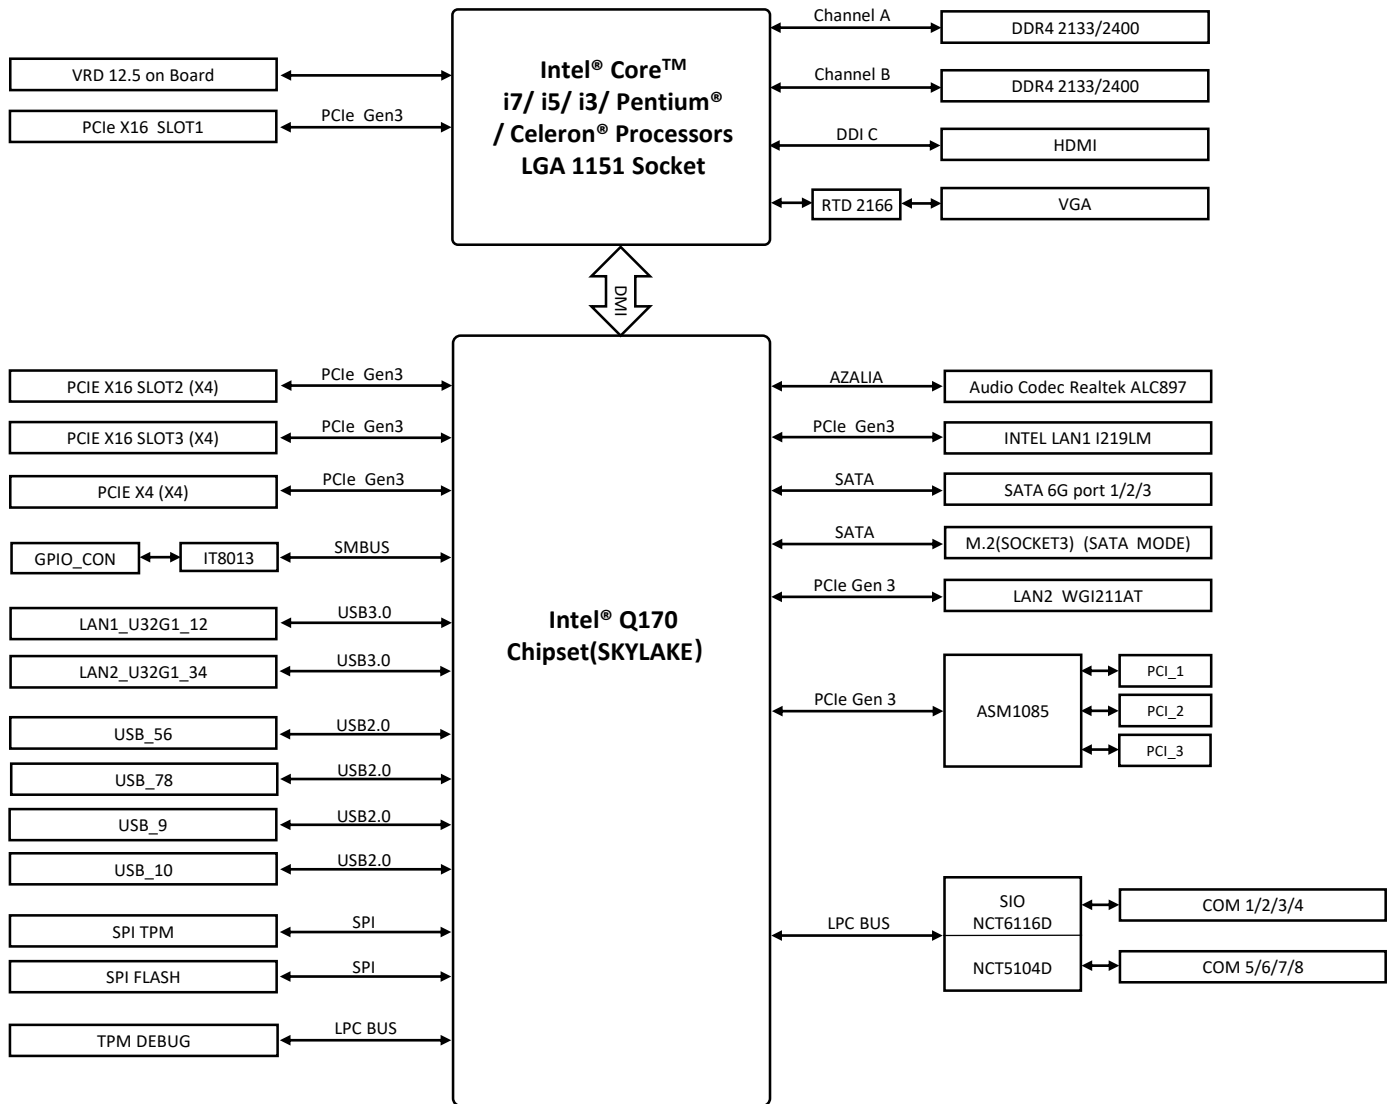 Channel A
DDR4 2133/2400
VRD 12.5 on Board
Intel® Core™
i7/ i5/ i3/ Pentium®
/ Celeron® Processors
LGA 1151 Socket
Channel B
DDR4 2133/2400
PCIe X16 SLOT1
PCIe Gen3
DDI C
HDMI
RTD 2166
VGA
DMI
PCIE X16 SLOT2 (X4)
PCIe Gen3
AZALIA
Audio Codec Realtek ALC897
PCIE X16 SLOT3 (X4)
PCIe Gen3
PCIe Gen3
INTEL LAN1 I219LM
PCIE X4 (X4)
PCIe Gen3
SATA
SATA 6G port 1/2/3
GPIO_CON
IT8013
SMBUS
SATA
M.2(SOCKET3) (SATA MODE)
PCIe Gen 3
LAN2 WGI211AT
LAN1_U32G1_12
USB3.0
Intel® Q170
Chipset(SKYLAKE)
LAN2_U32G1_34
USB3.0
PCIe Gen 3
ASM1085
PCI_1
PCI_2
PCI_3
USB_56
USB2.0
USB_78
USB2.0
USB_9
USB2.0
USB_10
USB2.0
SPI TPM
SPI
LPC BUS
SIO
NCT6116D
COM 1/2/3/4
SPI FLASH
SPI
NCT5104D
COM 5/6/7/8
TPM DEBUG
LPC BUS